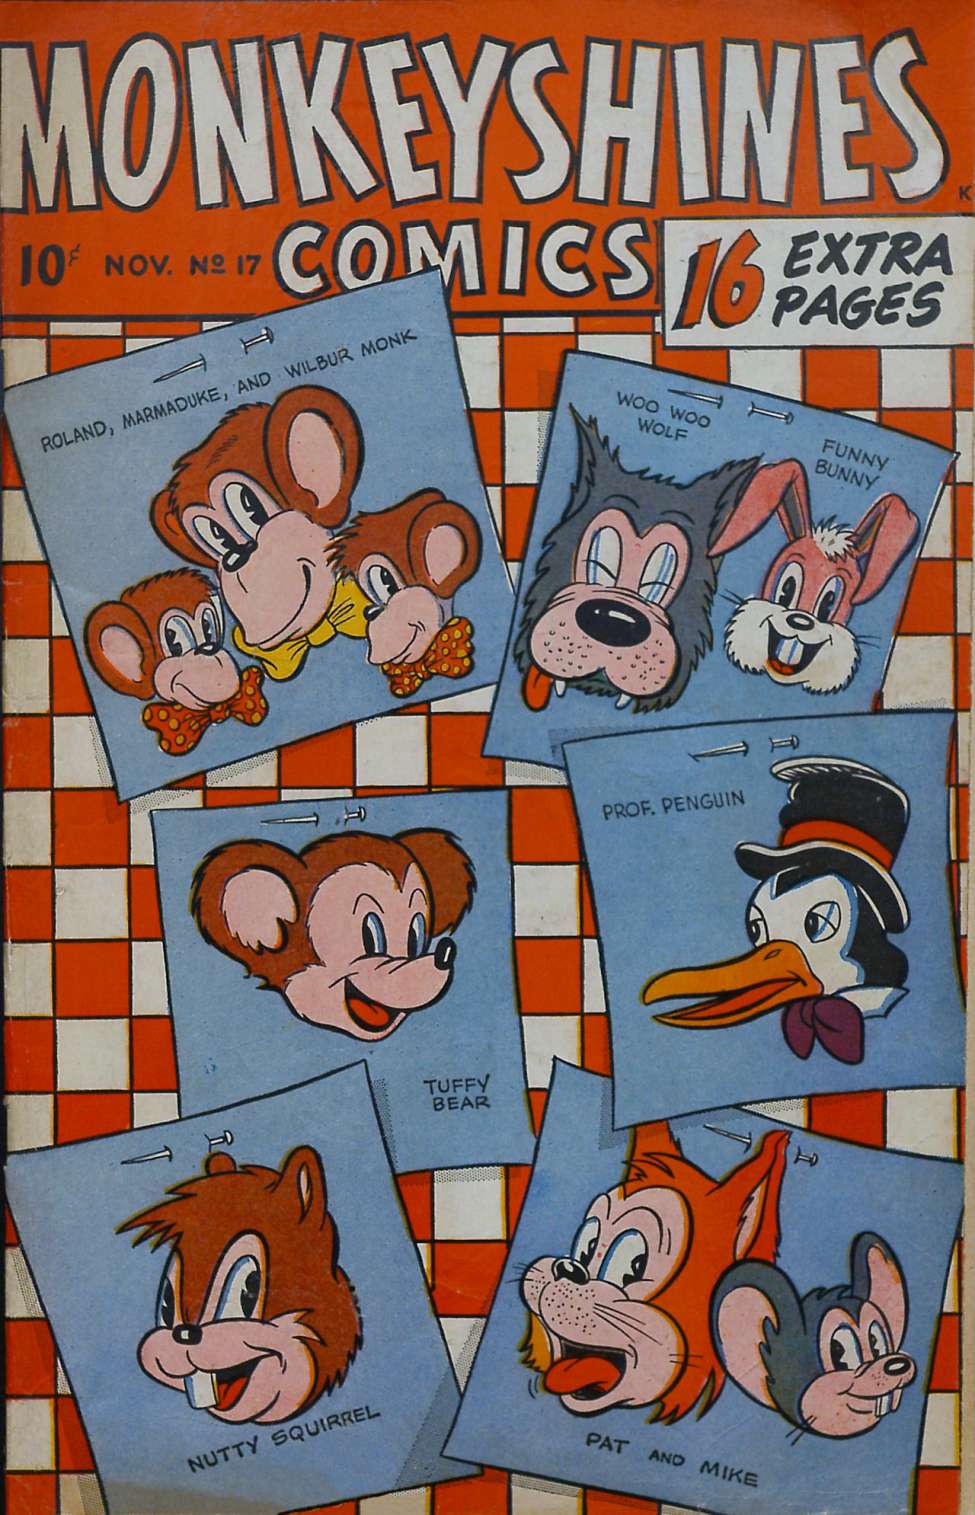 MONKEYSHINES
COMICS
10¢ NOV. No 17
16 EXTRA
PAGES
ROLAND, MARMADUKE, AND WILBUR MONK
WOO WOO
WOLF
FUNNY
BUNNY
PROF. PENGUIN
TUFFY
BEAR
NUTTY SQUIRREL
PAT AND MIKE
K